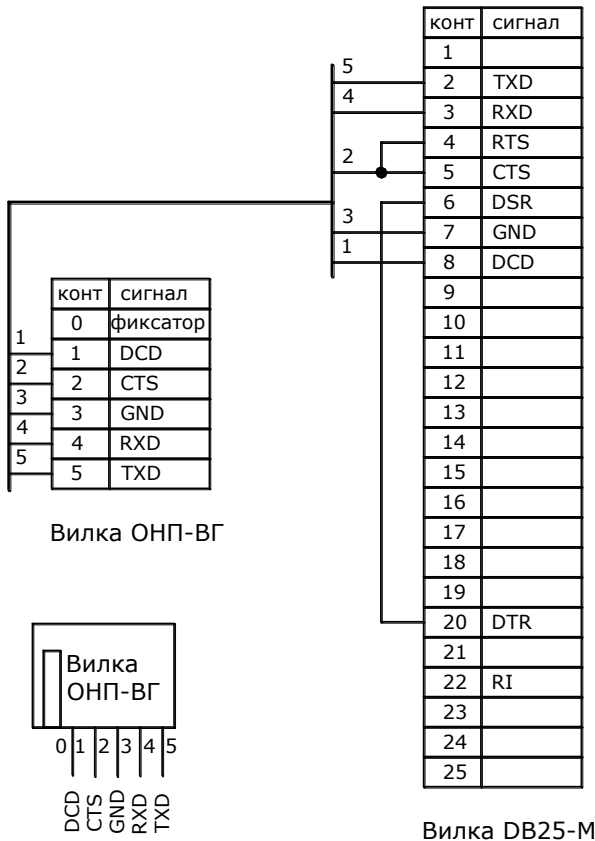 конт сигнал
1
2 TXD
3 RXD
4 RTS
5 CTS
6 DSR
7 GND
8 DCD
9
10
11
12
13
14
15
16
17
18
19
20 DTR
21
22 RI
23
24
25
Вилка DB25-M
5
4
2
3
1
конт сигнал
0 фиксатор
1 DCD
2 CTS
3 GND
4 RXD
5 TXD
1
2
3
4
5
Вилка ОНП-ВГ
Вилка
ОНП-ВГ
0 1 2 3 4 5
DCD
CTS
GND
RXD
TXD